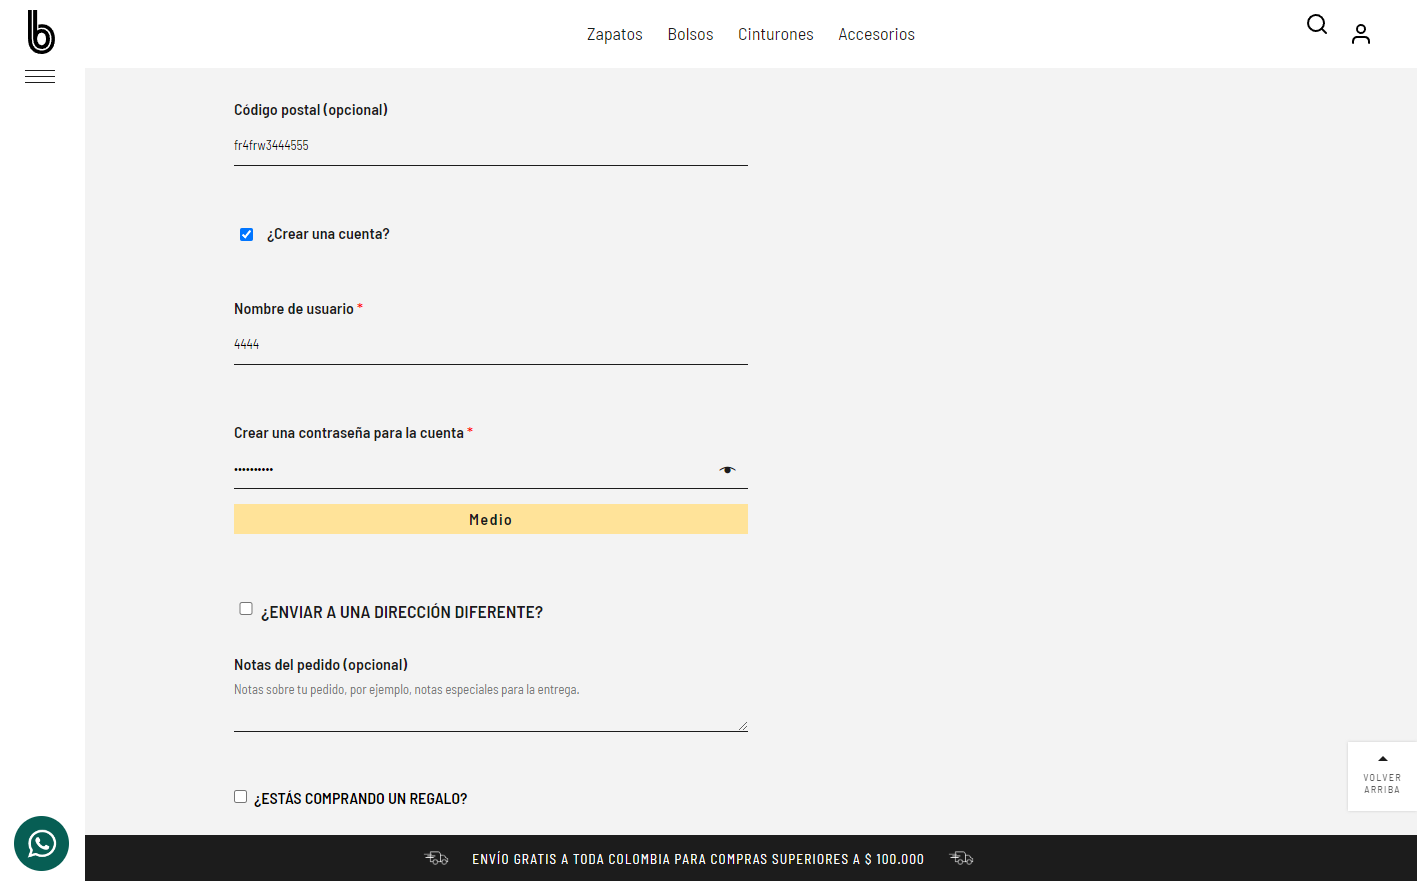 b
Zapatos Bolsos Cinturones Accesorios
Código postal (opcional)
fr4frw3444555
¿Crear una cuenta?
Nombre de usuario *
4444
Crear una contraseña para la cuenta *
••••••••••
Medio
¿ENVIAR A UNA DIRECCIÓN DIFERENTE?
Notas del pedido (opcional)
Notas sobre tu pedido, por ejemplo, notas especiales para la entrega.
VOLVER
ARRIBA
¿ESTÁS COMPRANDO UN REGALO?
ENVÍO GRATIS A TODA COLOMBIA PARA COMPRAS SUPERIORES A $ 100.000